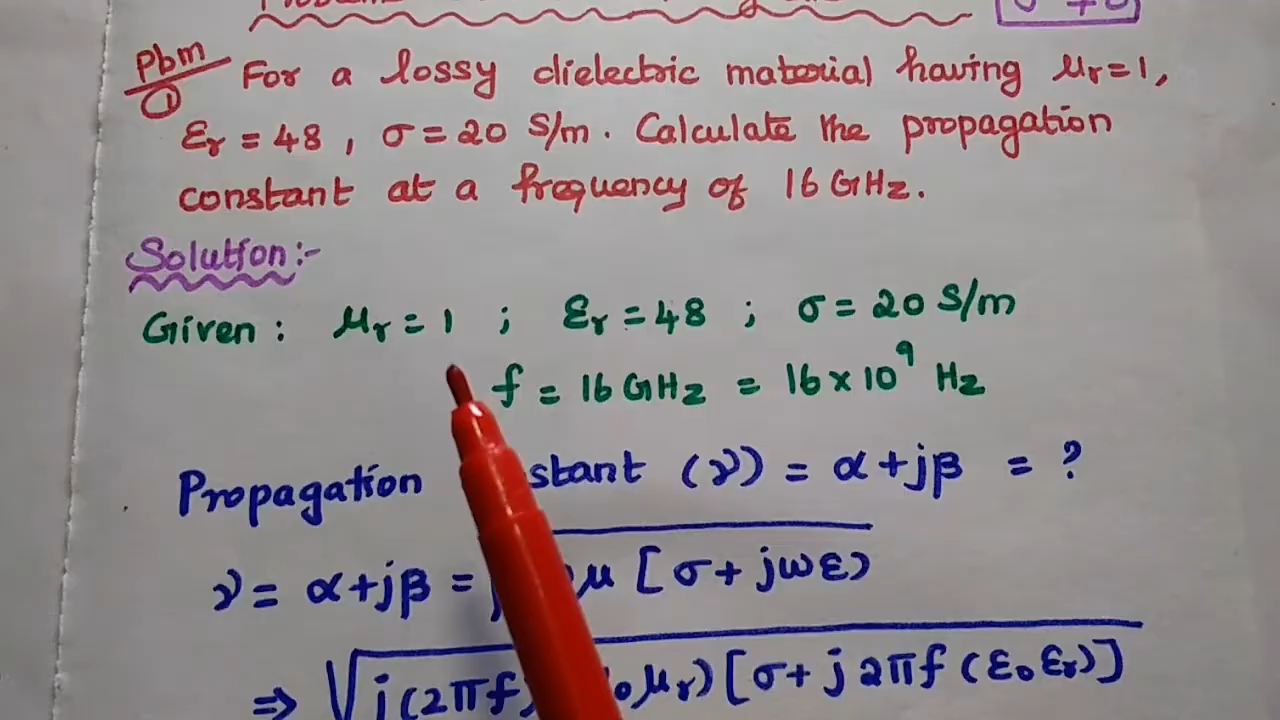 Pbm
①
For a lossy dielectric material having μr=1,
εr = 48 , σ = 20 S/m. Calculate the propagation
constant at a frequency of 16 GHz.
Solution:-
Given : μr = 1 ; εr = 48 ; σ = 20 S/m
f = 16 GHz = 16 x 10⁹ Hz
Propagation stant (γ) = α + jβ = ?
γ = α + jβ = μ [σ + jωε)
⇒ √j(2πf) μr) [σ + j 2πf (ε₀ εr)]